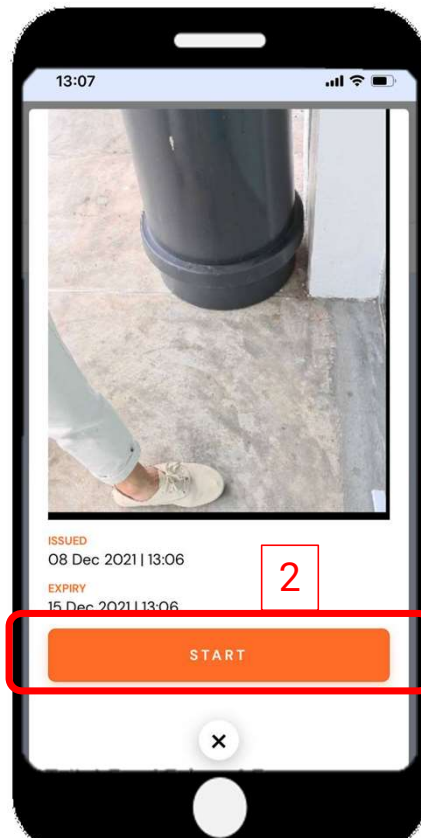 13:07
ISSUED
08 Dec 2021 | 13:06
EXPIRY
15 Dec 2021 | 13:06
2
START